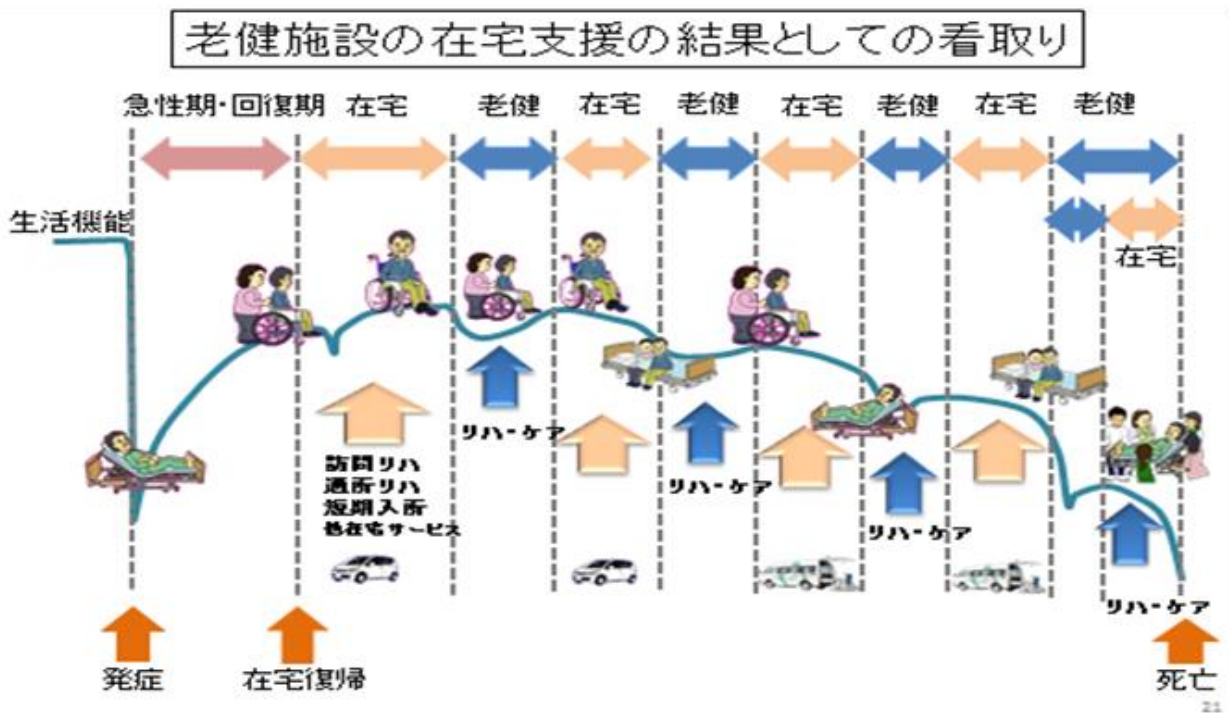 老健施設の在宅支援の結果としての看取り
急性期・回復期 在宅 老健 在宅 老健 在宅 老健 在宅 老健
生活機能
在宅
リハ-ケア
訪問リハ
通所リハ
短期入所
他在宅サービス
リハ-ケア
リハ-ケア
リハ-ケア
発症 在宅復帰 死亡
21